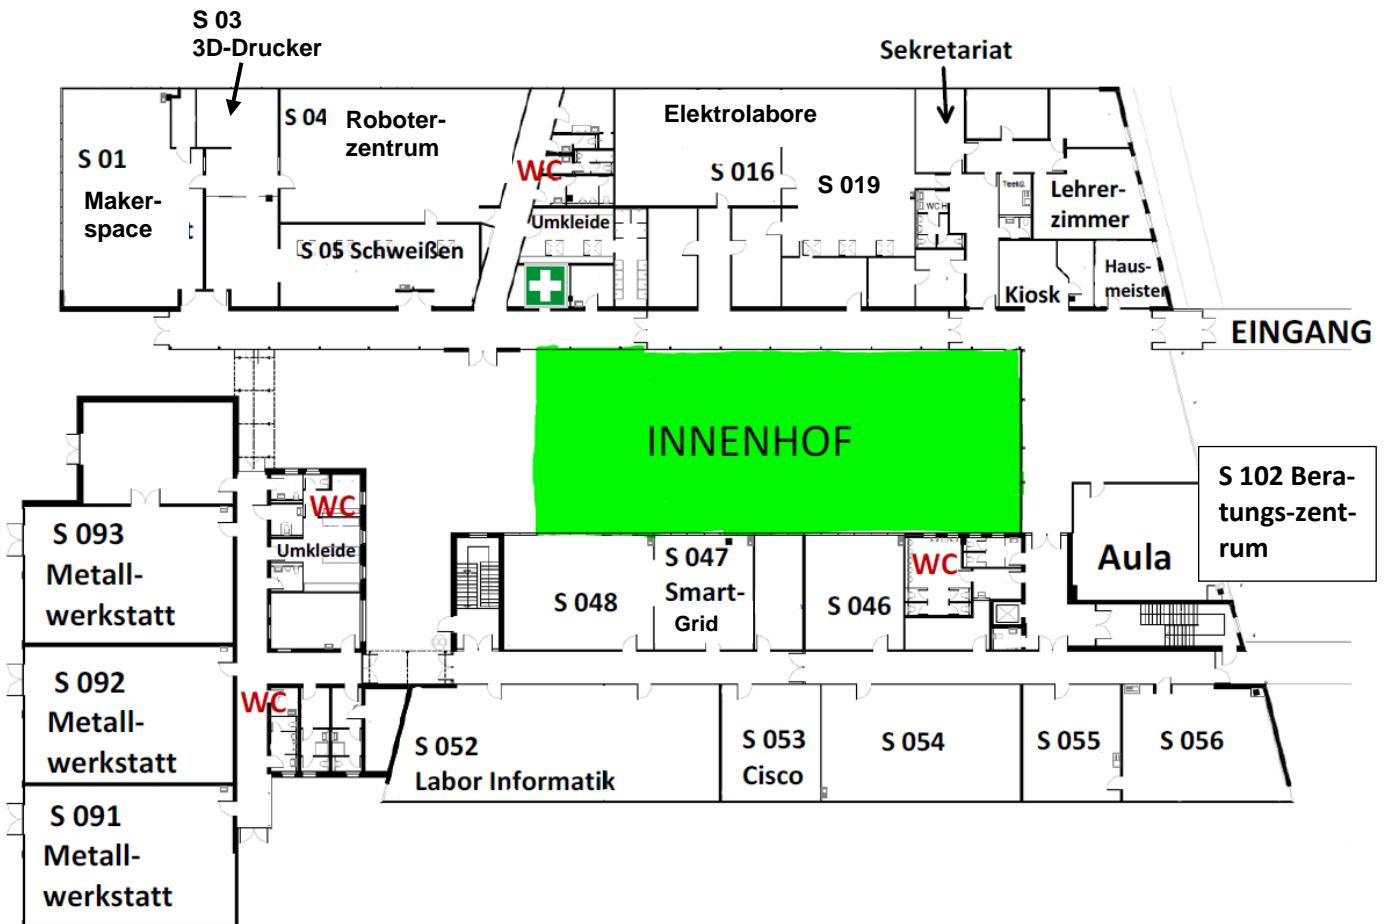 S 03
3D-Drucker
Sekretariat
S 04
Roboter-
zentrum
Elektrolabore
S 01
Maker-
space
t
WC
S 016
S 019
Teekü.
WC H
Lehrer-
zimmer
Umkleide
S 05 Schweißen
Kiosk
Haus-
meister
EINGANG
INNENHOF
S 102 Bera-
tungs-zent-
rum
Aula
WC
Umkleide
S 093
Metall-
werkstatt
S 048
S 047
Smart-
Grid
S 046
WC
S 092
Metall-
werkstatt
WC
S 052
Labor Informatik
S 053
Cisco
S 054
S 055
S 056
S 091
Metall-
werkstatt